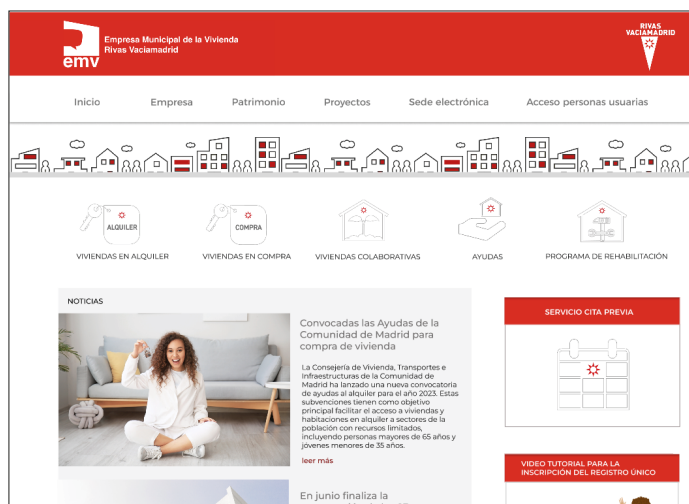 emv
Empresa Municipal de la Vivienda
Rivas Vaciamadrid
RIVAS
VACIAMADRID
Inicio
Empresa
Patrimonio
Proyectos
Sede electrónica
Acceso personas usuarias
ALQUILER
COMPRA
VIVIENDAS EN ALQUILER
VIVIENDAS EN COMPRA
VIVIENDAS COLABORATIVAS
AYUDAS
PROGRAMA DE REHABILITACIÓN
NOTICIAS
Convocadas las Ayudas de la
Comunidad de Madrid para
compra de vivienda
La Consejería de Vivienda, Transportes e
Infraestructuras de la Comunidad de
Madrid ha lanzado una nueva convocatoria
de ayudas al alquiler para el año 2023. Estas
subvenciones tienen como objetivo
principal facilitar el acceso a viviendas y
habitaciones en alquiler a sectores de la
población con recursos limitados,
incluyendo personas mayores de 65 años y
jóvenes menores de 35 años.
leer más
En junio finaliza la
SERVICIO CITA PREVIA
VIDEO TUTORIAL PARA LA
INSCRIPCIÓN DEL REGISTRO ÚNICO